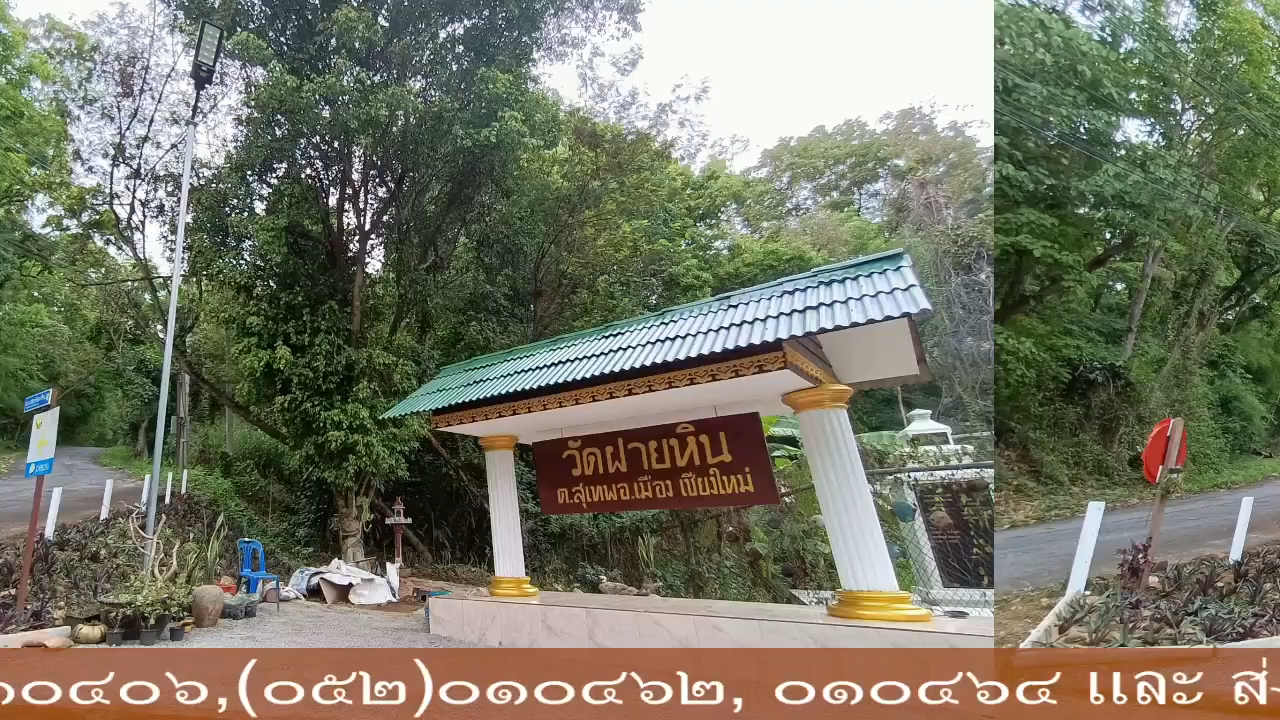 วัดฝายหิน
ต.สุเทพอ.เมือง เชียงใหม่
pepsi
๑๐๔๐๖,(๐๕๒)๐๑๐๔๖๒, ๐๑๐๔๖๔ และ ส่